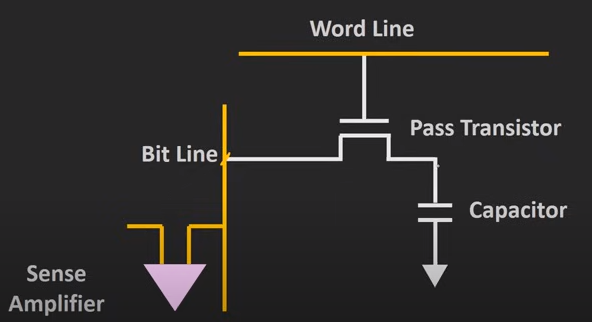 Word Line
Pass Transistor
Bit Line
Capacitor
Sense
Amplifier